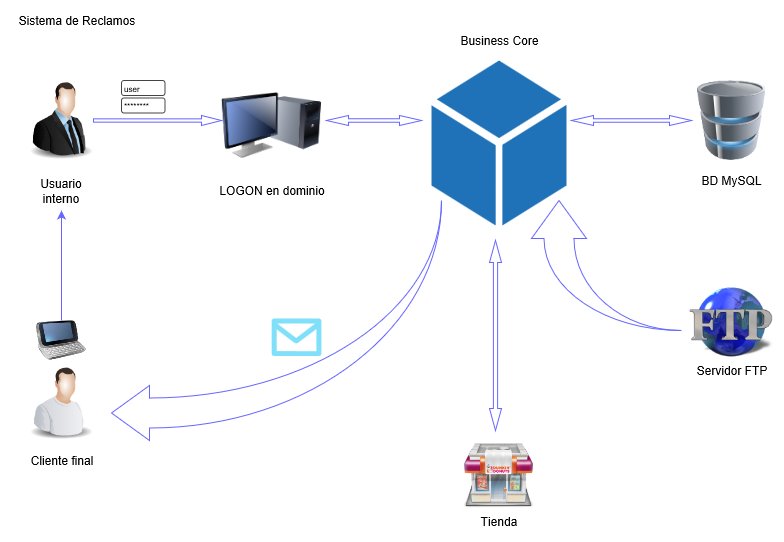 Sistema de Reclamos
Business Core
user
********
Usuario
interno
LOGON en dominio
BD MySQL
FTP
Servidor FTP
Cliente final
DONUTS
Tienda